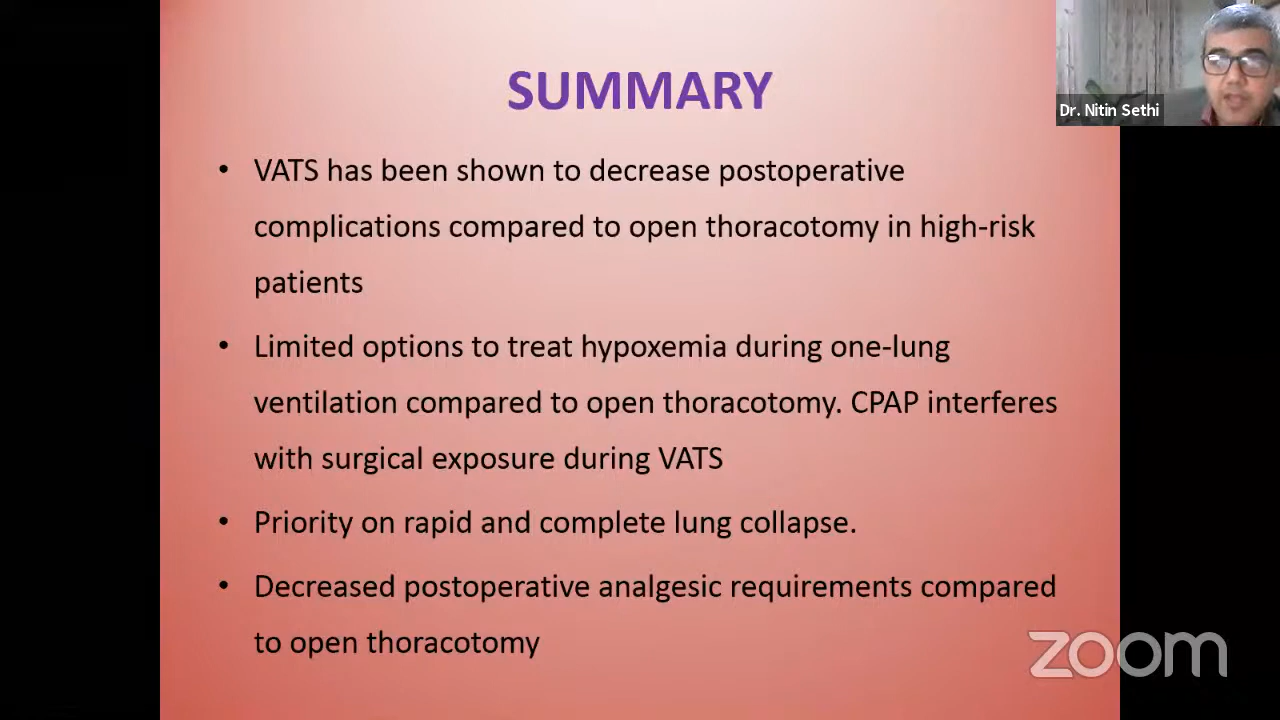 SUMMARY
Dr. Nitin Sethi
• VATS has been shown to decrease postoperative
complications compared to open thoracotomy in high-risk
patients
• Limited options to treat hypoxemia during one-lung
ventilation compared to open thoracotomy. CPAP interferes
with surgical exposure during VATS
• Priority on rapid and complete lung collapse.
• Decreased postoperative analgesic requirements compared
to open thoracotomy
zoom